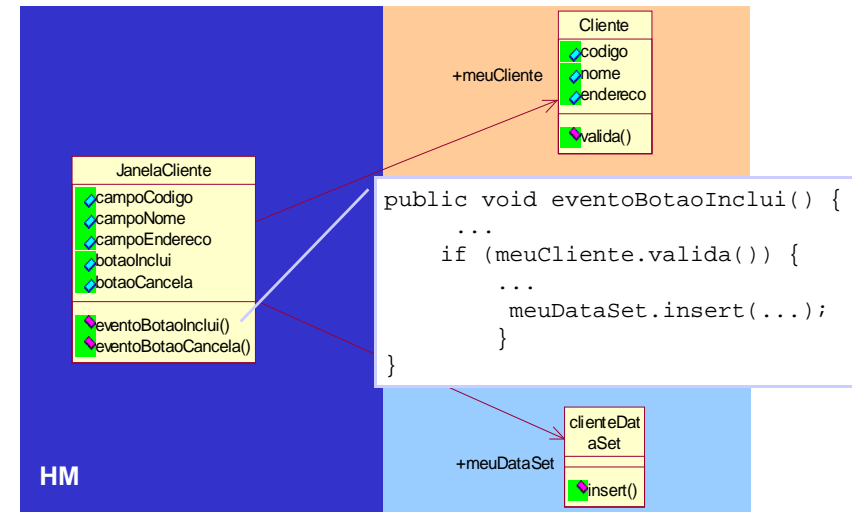 Cliente
codigo
nome
endereco
valida()
+meuCliente
JanelaCliente
campoCodigo
campoNome
campoEndereco
botaoInclui
botaoCancela
eventoBotaoInclui()
eventoBotaoCancela()
public void eventoBotaoInclui() {
...
if (meuCliente.valida()) {
...
meuDataSet.insert(...);
}
}
clienteDat
aSet
insert()
+meuDataSet
HM